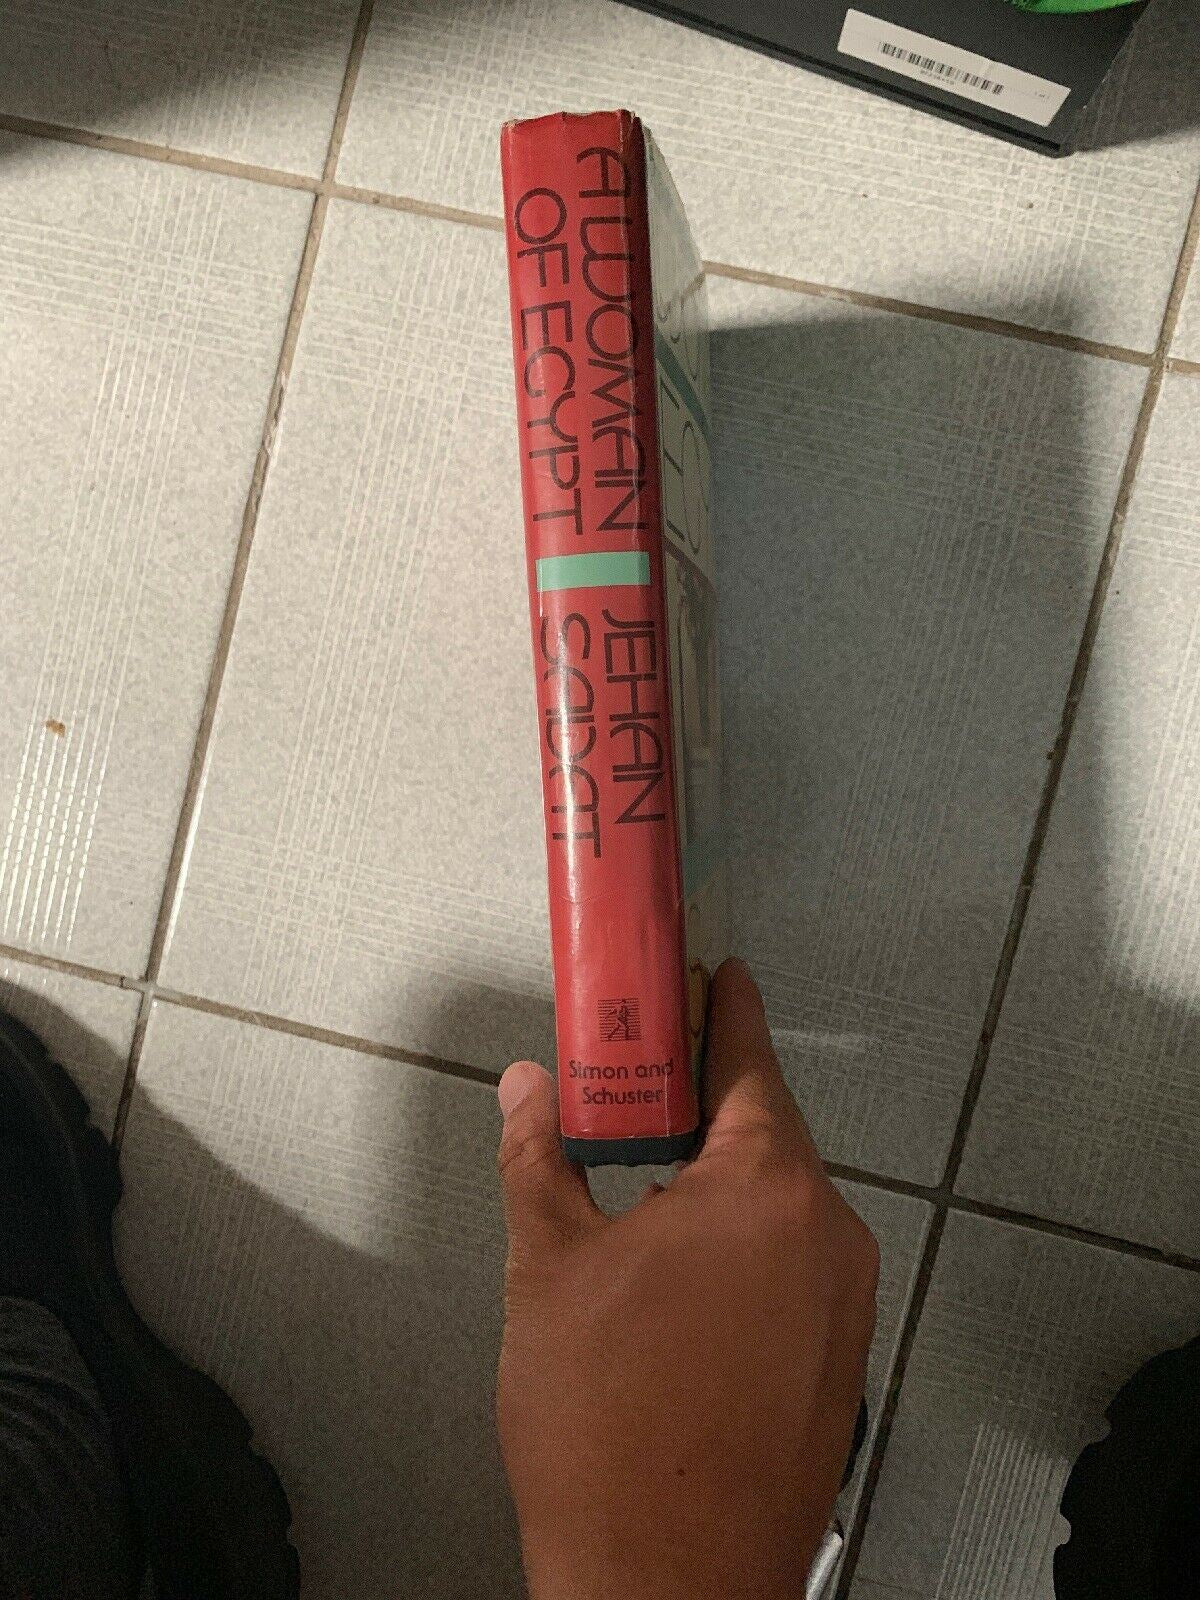 A WOMAN
OF EGYPT
JEHAN
SADAT
Simon and
Schuster